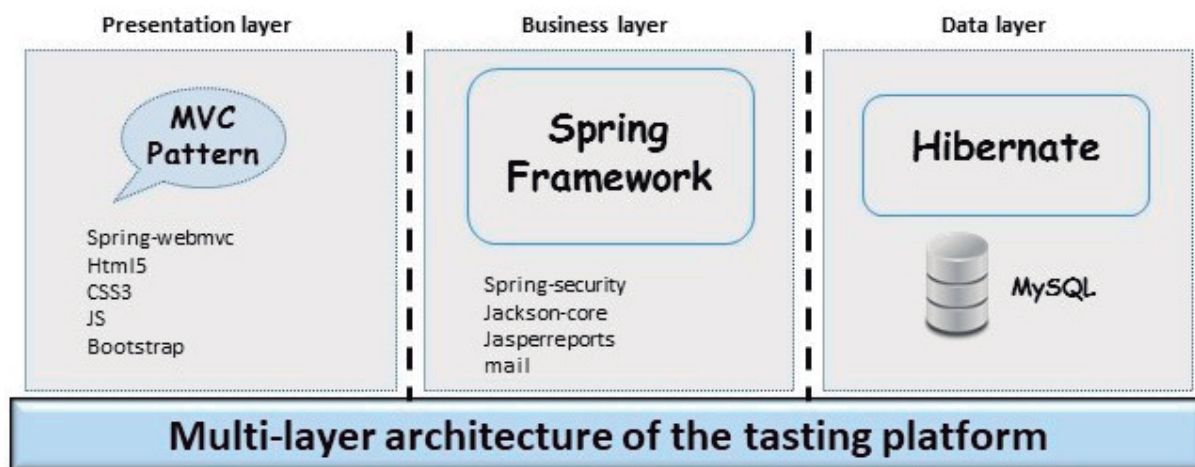 Presentation layer
Business layer
Data layer
MVC
Pattern
Spring-webmvc
Html5
CSS3
JS
Bootstrap
Spring
Framework
Spring-security
Jackson-core
Jasperreports
mail
Hibernate
MySQL
Multi-layer architecture of the tasting platform